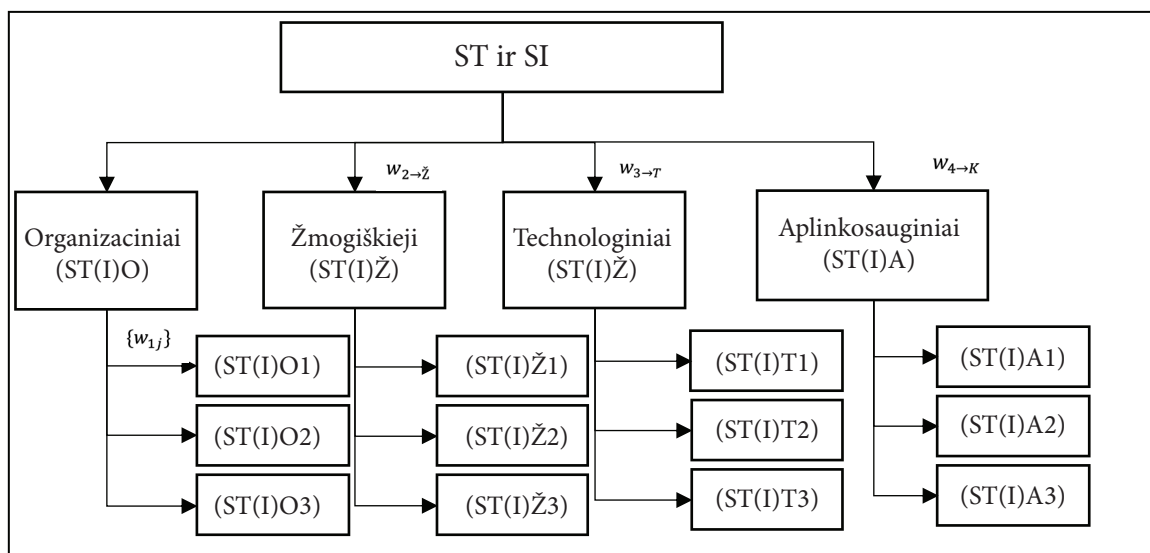 ST ir SI
w2→Ž
w3→T
w4→K
Organizaciniai
(ST(I)O)
Žmogiškieji
(ST(I)Ž)
Technologiniai
(ST(I)Ž)
Aplinkosauginiai
(ST(I)A)
{w1j}
(ST(I)O1)
(ST(I)Ž1)
(ST(I)T1)
(ST(I)A1)
(ST(I)O2)
(ST(I)Ž2)
(ST(I)T2)
(ST(I)A2)
(ST(I)O3)
(ST(I)Ž3)
(ST(I)T3)
(ST(I)A3)